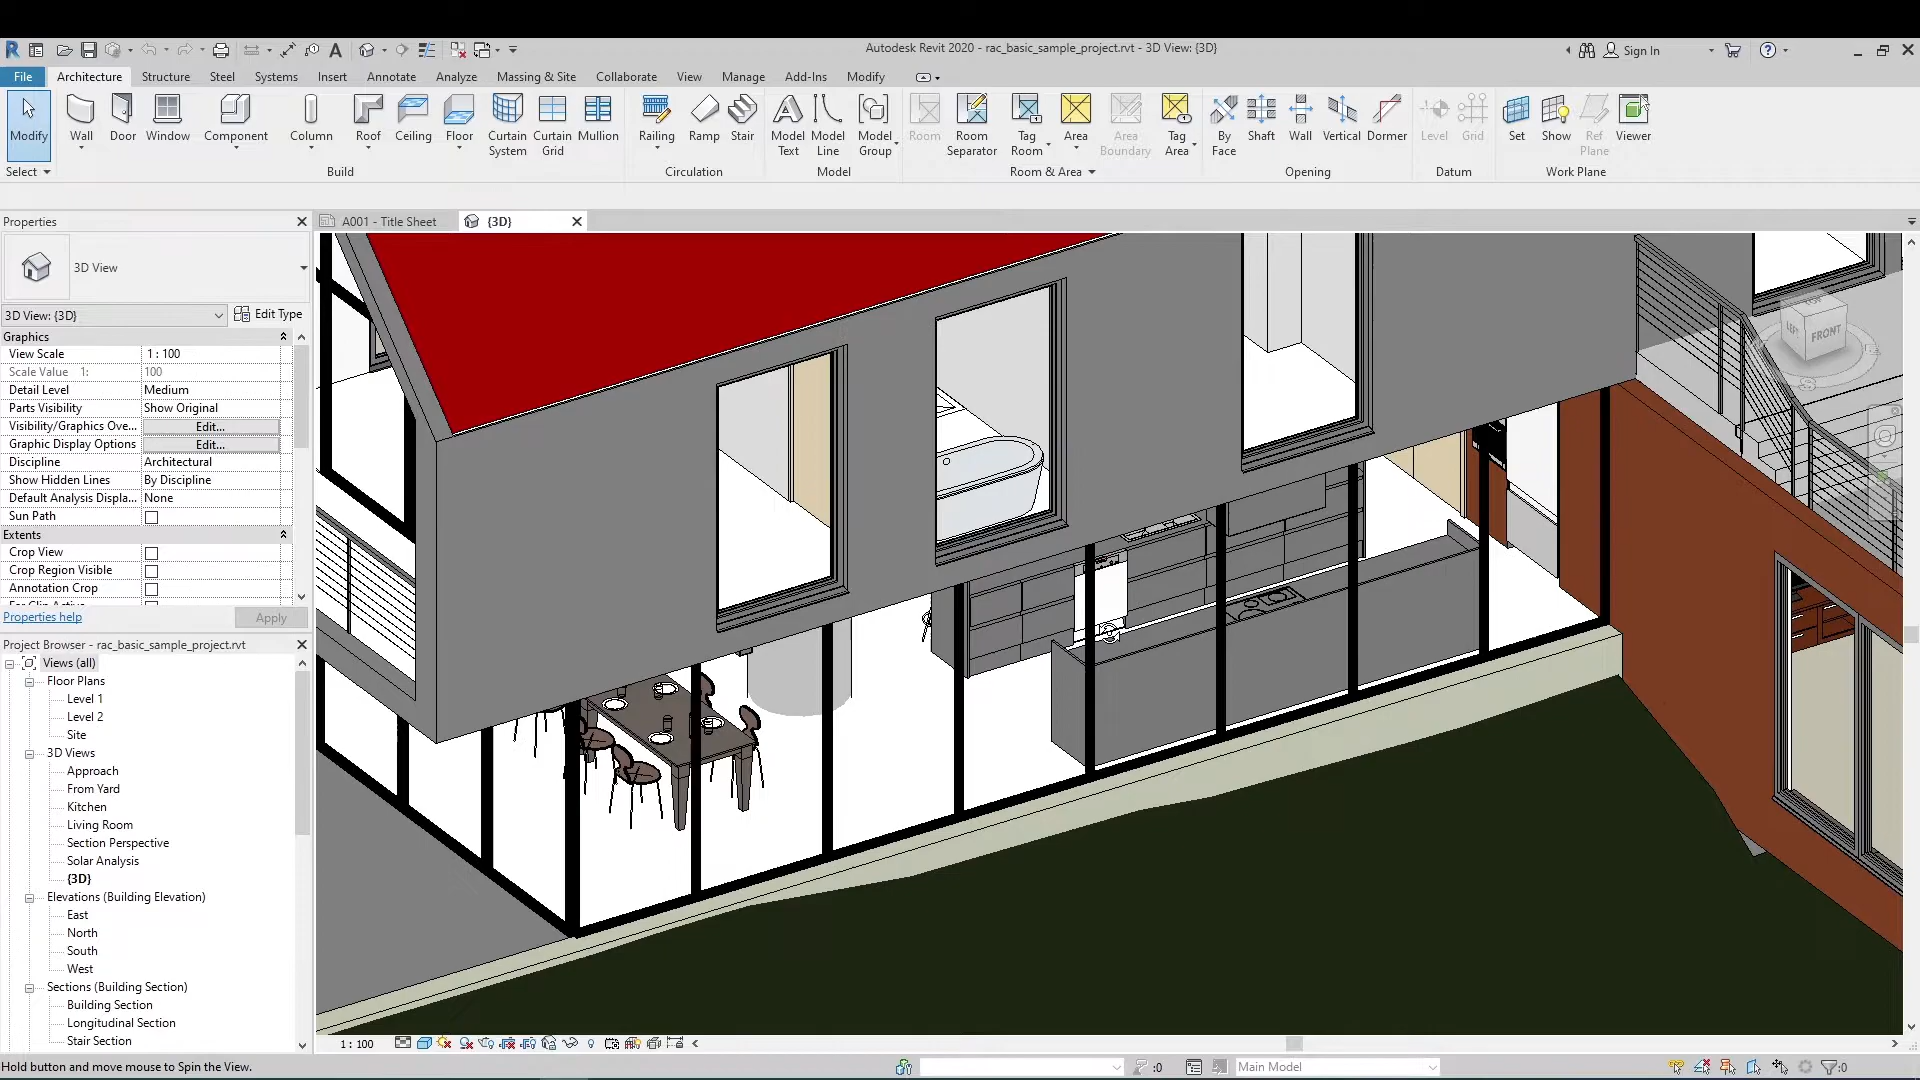 Autodesk Revit 2020 - rac_basic_sample_project.rvt - 3D View: {3D}
Sign In
File Architecture Structure Steel Systems Insert Annotate Analyze Massing & Site Collaborate View Manage Add-Ins Modify
Modify Wall Door Window Component Column Roof Ceiling Floor Curtain System Curtain Grid Mullion Railing Ramp Stair Model Text Model Line Model Group Room Room Separator Tag Room Area Area Boundary Tag Area By Face Shaft Wall Vertical Dormer Level Grid Set Show Ref Plane Viewer
Select Build Circulation Model Room & Area Opening Datum Work Plane
Properties
A001 - Title Sheet
{3D}
3D View
3D View: {3D}
Edit Type
Graphics
View Scale 1 : 100
Scale Value 1: 100
Detail Level Medium
Parts Visibility Show Original
Visibility/Graphics Ove... Edit...
Graphic Display Options Edit...
Discipline Architectural
Show Hidden Lines By Discipline
Default Analysis Displa... None
Sun Path
Extents
Crop View
Crop Region Visible
Annotation Crop
Properties help
Apply
Project Browser - rac_basic_sample_project.rvt
Views (all)
Floor Plans
Level 1
Level 2
Site
3D Views
Approach
From Yard
Kitchen
Living Room
Section Perspective
Solar Analysis
{3D}
Elevations (Building Elevation)
East
North
South
West
Sections (Building Section)
Building Section
Longitudinal Section
Stair Section
TOP
LEFT
FRONT
1 : 100
Hold button and move mouse to Spin the View.
:0
Main Model
:0